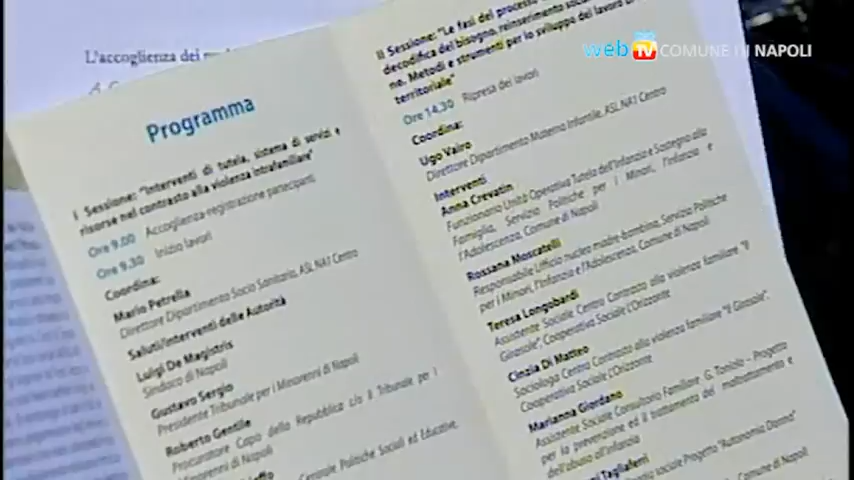 web TV COMUNE DI NAPOLI
L'accoglienza dei
Programma
I Sessione: "Interventi di tutela, sistema di servizi e
risorse nel contrasto alla violenza intrafamiliare"
Ore 9.00 Accoglienza-registrazione partecipanti
Ore 9.30 Inizio lavori
Coordina:
Mario Petrella
Direttore Dipartimento Socio Sanitario, ASL NA1 Centro
Saluti/interventi delle Autorità
Luigi De Magistris
Sindaco di Napoli
Gustavo Sergio
Presidente Tribunale per i Minorenni di Napoli
Roberto Gentile
Procuratore Capo della Repubblica c/o il Tribunale per i
Minorenni di Napoli
Centrale Politiche Sociali ed Educative,
II Sessione: "Le fasi del processo
decodifica del bisogno, reinserimento
ne. Metodi e strumenti per lo sviluppo del lavoro di
territoriale"
Ore 14.30 Ripresa dei lavori
Coordina:
Ugo Vairo
Direttore Dipartimento Materno Infantile, ASL NA1 Centro
Interventi
Anna Crevatin
Funzionario Unità Operativa Tutela dell'Infanzia e Sostegno alla
Famiglia, Servizio Politiche per i Minori, l'Infanzia e
l'Adolescenza, Comune di Napoli
Rossana Moscatelli
Responsabile Ufficio nucleo madre-bambino, Servizio Politiche
per i Minori, l'Infanzia e l'Adolescenza, Comune di Napoli
Teresa Longobardi
Assistente Sociale Centro Contrasto alla violenza familiare "Il
Girasole", Cooperativa Sociale L'Orizzonte
Cinzia Di Matteo
Sociologa Centro Contrasto alla violenza familiare "Il Girasole",
Cooperativa Sociale L'Orizzonte
Marianna Giordano
Assistente Sociale Consultorio Familiare G. Toniolo – Progetto
per la prevenzione ed il trattamento del maltrattamento e
dell'abuso all'infanzia
Tagliaferri
sociale Progetto "Autonomia Donna"
Comune di Napoli